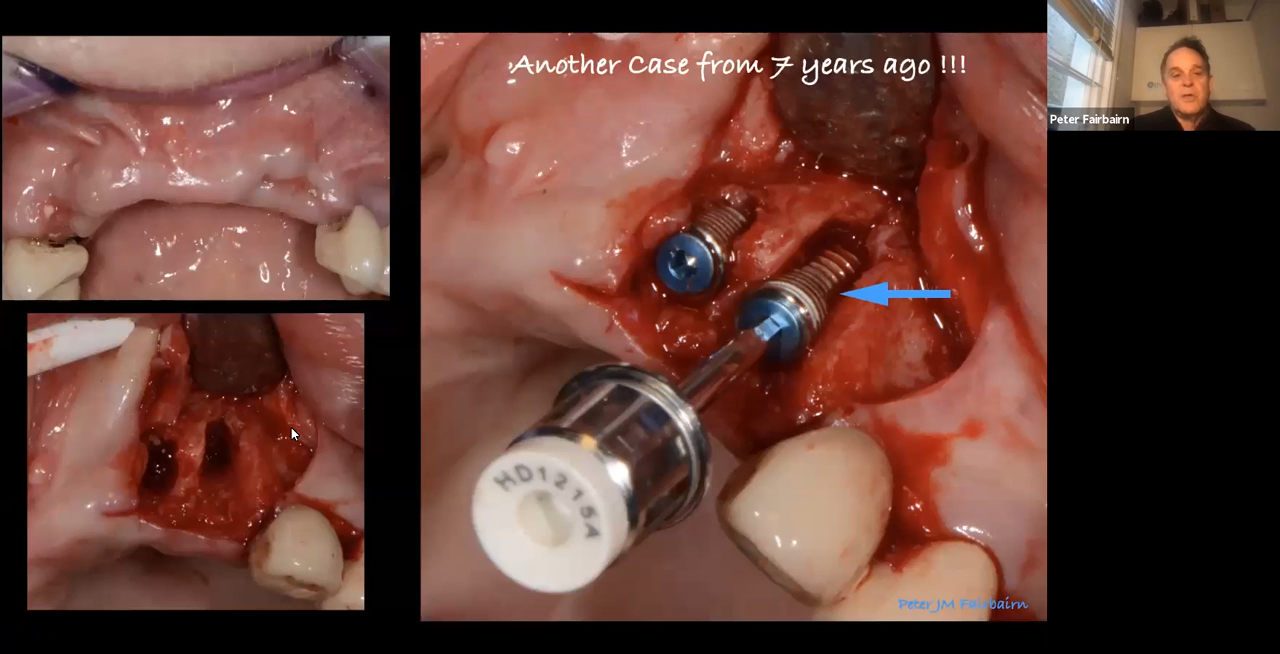 Another Case from 7 years ago !!!
Peter Fairbairn
HD1215A
Peter JM Fairbairn